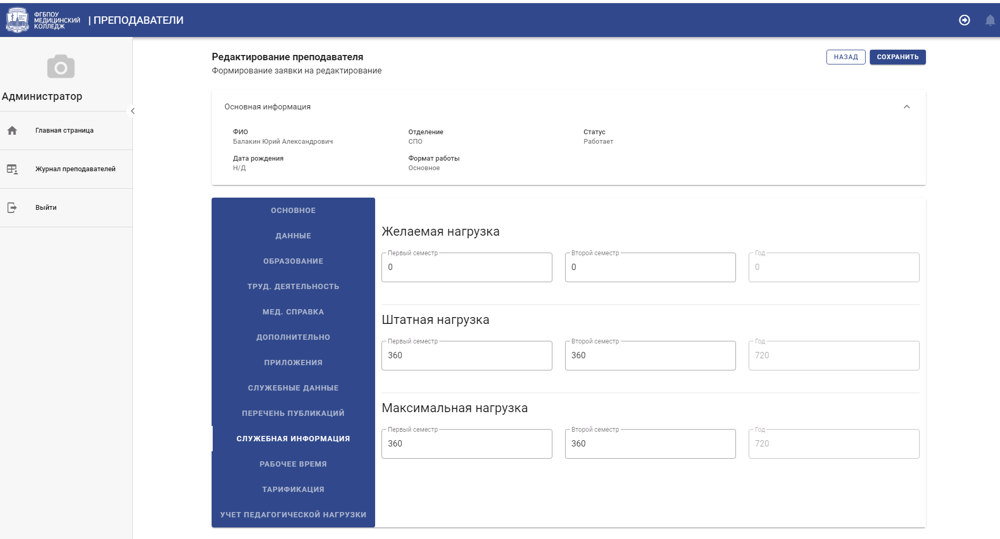 ФГБПОУ
МЕДИЦИНСКИЙ
КОЛЛЕДЖ
| ПРЕПОДАВАТЕЛИ
Администратор
Главная страница
Журнал преподавателей
Выйти
Редактирование преподавателя
Формирование заявки на редактирование
НАЗАД
СОХРАНИТЬ
Основная информация
ФИО
Балакин Юрий Александрович
Отделение
СПО
Статус
Работает
Дата рождения
Н/Д
Формат работы
Основное
ОСНОВНОЕ
ДАННЫЕ
ОБРАЗОВАНИЕ
ТРУД. ДЕЯТЕЛЬНОСТЬ
МЕД. СПРАВКА
ДОПОЛНИТЕЛЬНО
ПРИЛОЖЕНИЯ
СЛУЖЕБНЫЕ ДАННЫЕ
ПЕРЕЧЕНЬ ПУБЛИКАЦИЙ
СЛУЖЕБНАЯ ИНФОРМАЦИЯ
РАБОЧЕЕ ВРЕМЯ
ТАРИФИКАЦИЯ
УЧЕТ ПЕДАГОГИЧЕСКОЙ НАГРУЗКИ
Желаемая нагрузка
Первый семестр
0
Второй семестр
0
Год
0
Штатная нагрузка
Первый семестр
360
Второй семестр
360
Год
720
Максимальная нагрузка
Первый семестр
360
Второй семестр
360
Год
720